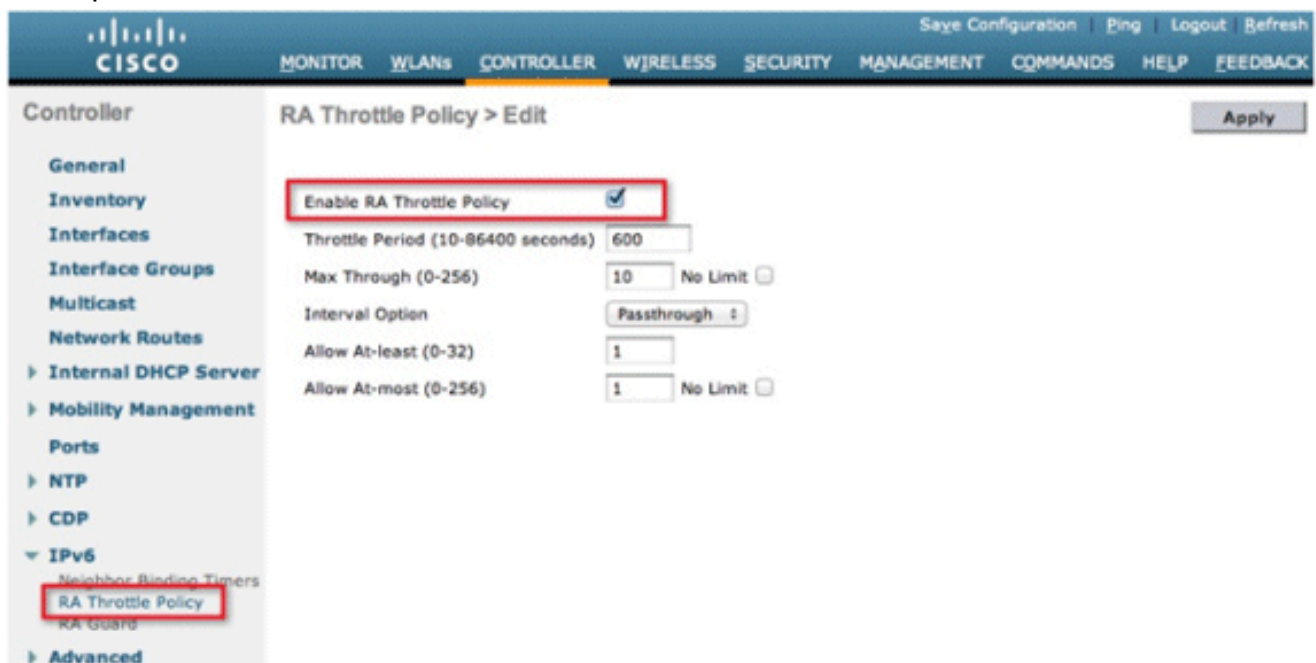 Save Configuration | Ping | Logout | Refresh
CISCO
MONITOR WLANs CONTROLLER WIRELESS SECURITY MANAGEMENT COMMANDS HELP FEEDBACK
Controller
General
Inventory
Interfaces
Interface Groups
Multicast
Network Routes
Internal DHCP Server
Mobility Management
Ports
NTP
CDP
IPv6
Neighbor Binding Timers
RA Throttle Policy
RA Guard
Advanced
RA Throttle Policy > Edit
Apply
Enable RA Throttle Policy
Throttle Period (10-86400 seconds) 600
Max Through (0-256) 10 No Limit
Interval Option Passthrough
Allow At-least (0-32) 1
Allow At-most (0-256) 1 No Limit